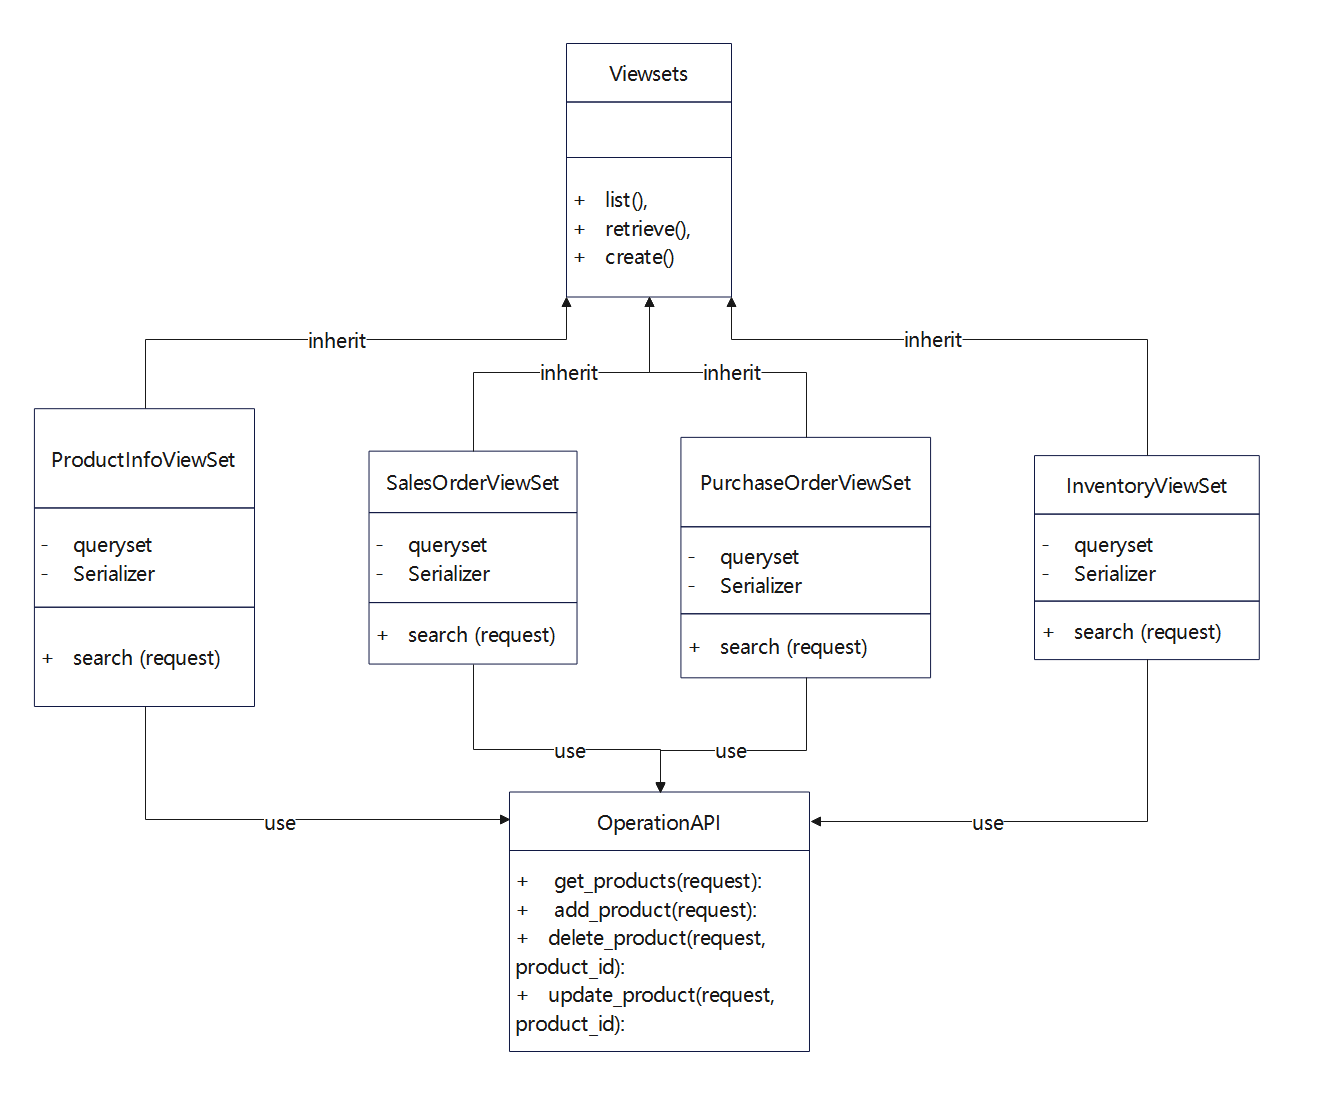 Viewsets
+ list(),
+ retrieve(),
+ create()
inherit
inherit
inherit
inherit
ProductInfoViewSet
- queryset
- Serializer
+ search (request)
SalesOrderViewSet
- queryset
- Serializer
+ search (request)
PurchaseOrderViewSet
- queryset
- Serializer
+ search (request)
InventoryViewSet
- queryset
- Serializer
+ search (request)
use
use
use
use
OperationAPI
+ get_products(request):
+ add_product(request):
+ delete_product(request,
product_id):
+ update_product(request,
product_id):